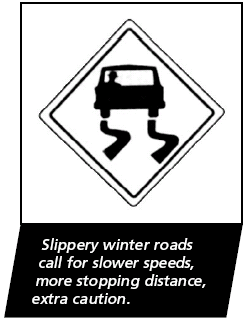 Slippery winter roads
call for slower speeds,
more stopping distance,
extra caution.